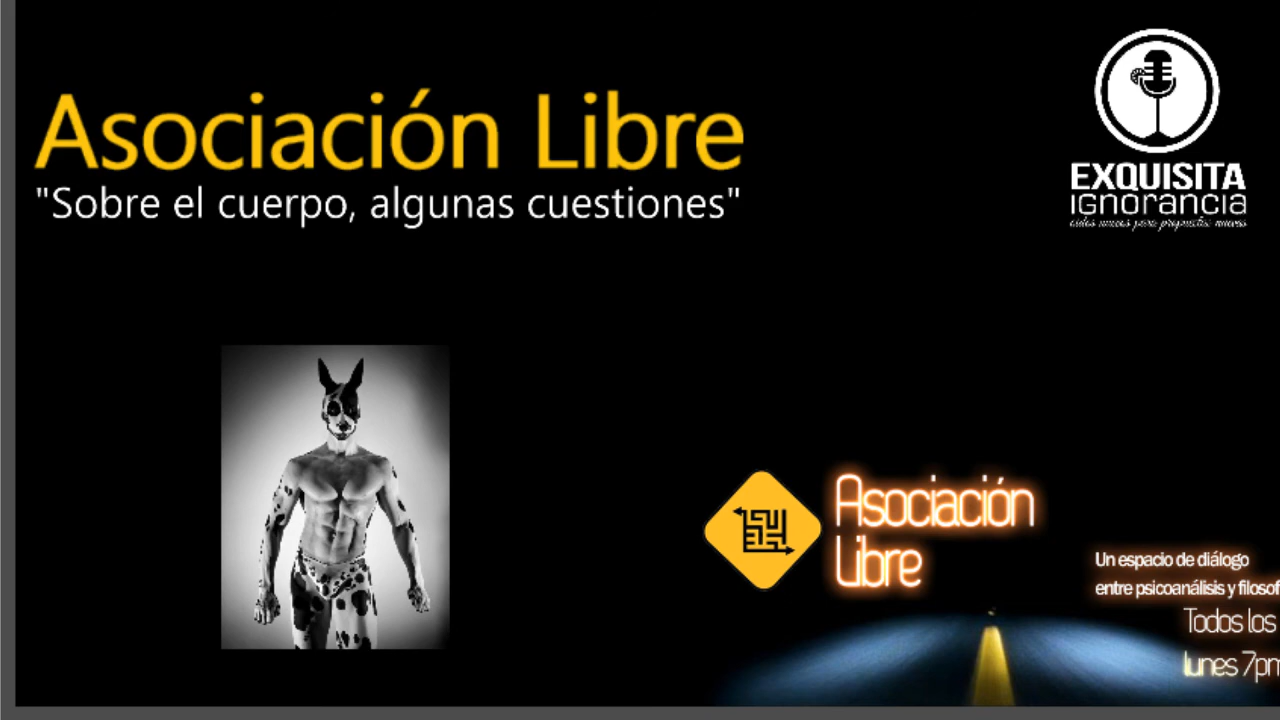 Asociación Libre
"Sobre el cuerpo, algunas cuestiones"
EXQUISITA
ignorancia
Asociación
Libre
Un espacio de diálogo
entre psicoanálisis y filosof
Todos los
lunes 7pm